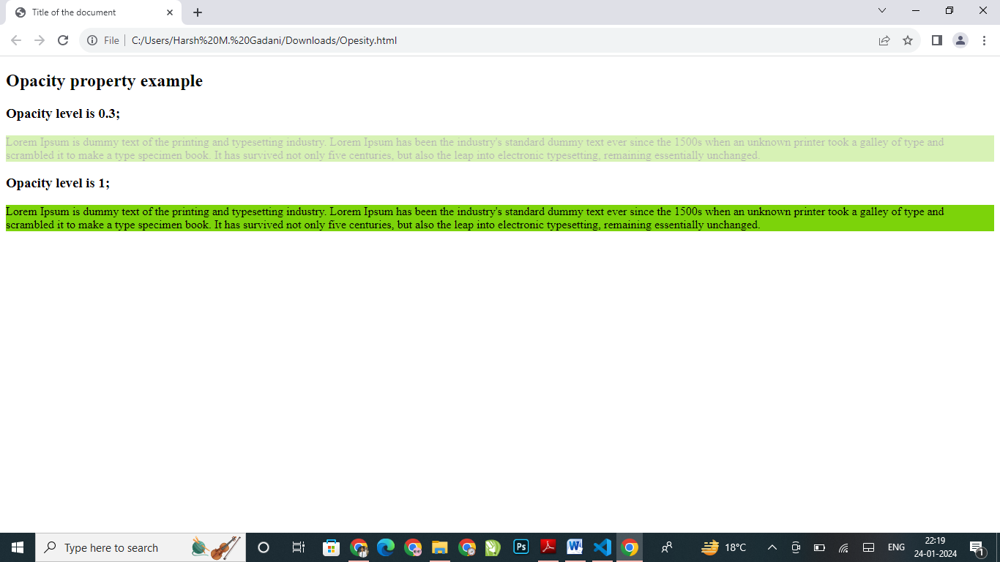 Title of the document
File
C:/Users/Harsh%20M.%20Gadani/Downloads/Opesity.html
Opacity property example
Opacity level is 0.3;
Lorem Ipsum is dummy text of the printing and typesetting industry. Lorem Ipsum has been the industry's standard dummy text ever since the 1500s when an unknown printer took a galley of type and
scrambled it to make a type specimen book. It has survived not only five centuries, but also the leap into electronic typesetting, remaining essentially unchanged.
Opacity level is 1;
Lorem Ipsum is dummy text of the printing and typesetting industry. Lorem Ipsum has been the industry's standard dummy text ever since the 1500s when an unknown printer took a galley of type and
scrambled it to make a type specimen book. It has survived not only five centuries, but also the leap into electronic typesetting, remaining essentially unchanged.
Type here to search
Ps
W
18°C
ENG
22:19
24-01-2024
1